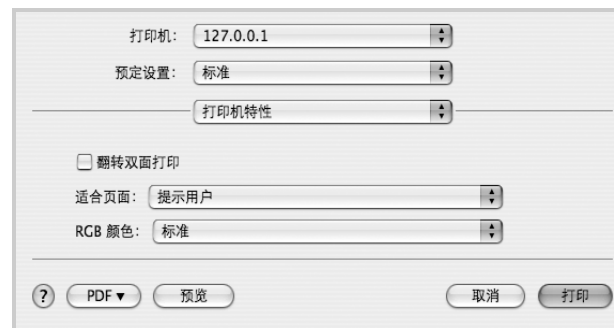 打印机： 127.0.0.1
预定设置： 标准
打印机特性
翻转双面打印
适合页面： 提示用户
RGB 颜色： 标准
? PDF▼ 预览 取消 打印